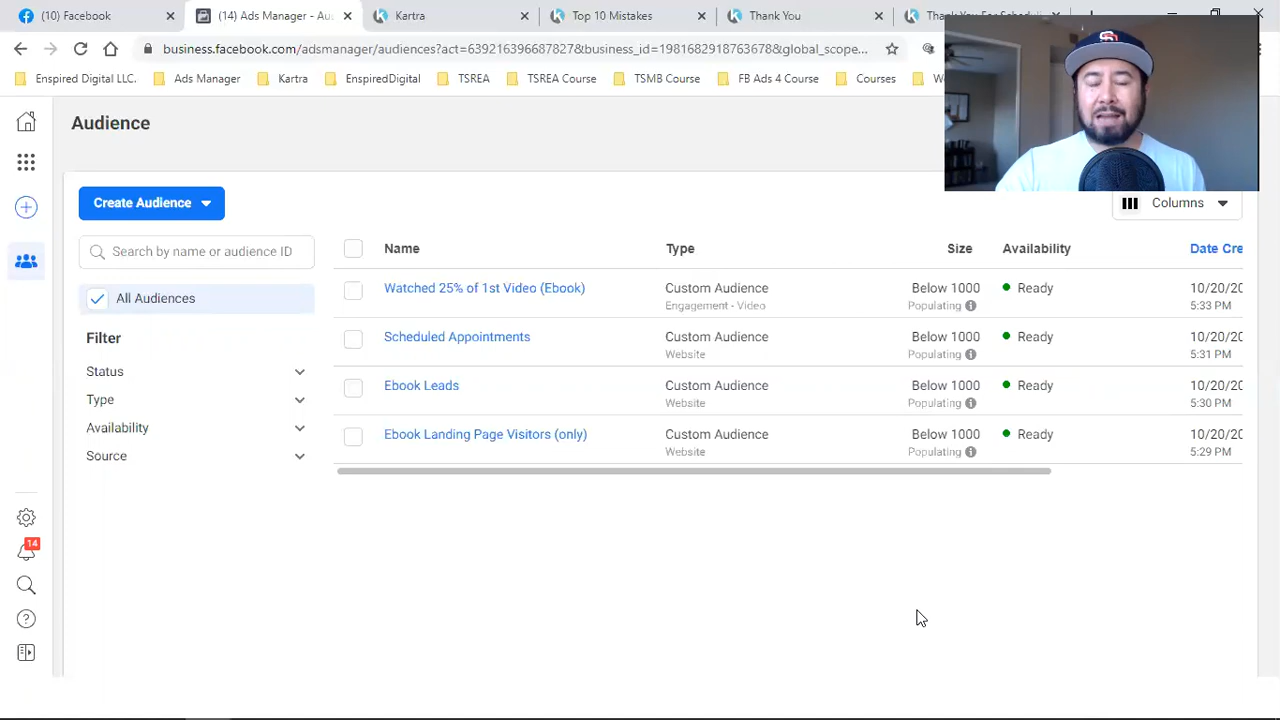 (10) Facebook
(14) Ads Manager - Au
Kartra
Top 10 Mistakes
Thank You
business.facebook.com/adsmanager/audiences?act=639216396687827&business_id=198168291876367&global_scope...
Enspired Digital LLC.
Ads Manager
Kartra
EnspiredDigital
TSREA
TSREA Course
TSMB Course
FB Ads 4 Course
Courses
Audience
Create Audience
Columns
Search by name or audience ID
All Audiences
Filter
Status
Type
Availability
Source
Name Type Size Availability Date Cre
Watched 25% of 1st Video (Ebook) Custom Audience Below 1000 Ready 10/20/20
Engagement - Video Populating 5:33 PM
Scheduled Appointments Custom Audience Below 1000 Ready 10/20/20
Website Populating 5:31 PM
Ebook Leads Custom Audience Below 1000 Ready 10/20/20
Website Populating 5:30 PM
Ebook Landing Page Visitors (only) Custom Audience Below 1000 Ready 10/20/20
Website Populating 5:29 PM
14